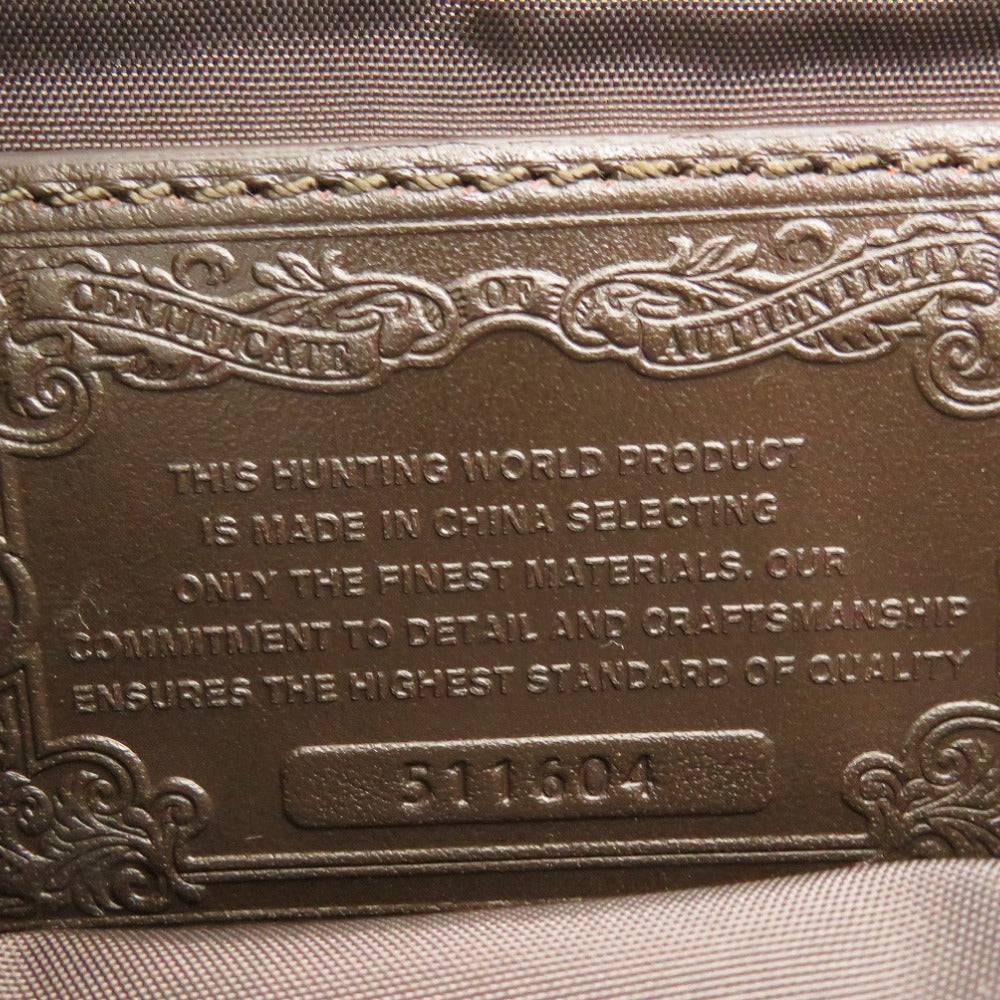 CERTIFICATE OF AUTHENTICITY
THIS HUNTING WORLD PRODUCT
IS MADE IN CHINA SELECTING
ONLY THE FINEST MATERIALS. OUR
COMMITMENT TO DETAIL AND CRAFTSMANSHIP
ENSURES THE HIGHEST STANDARD OF QUALITY
511604